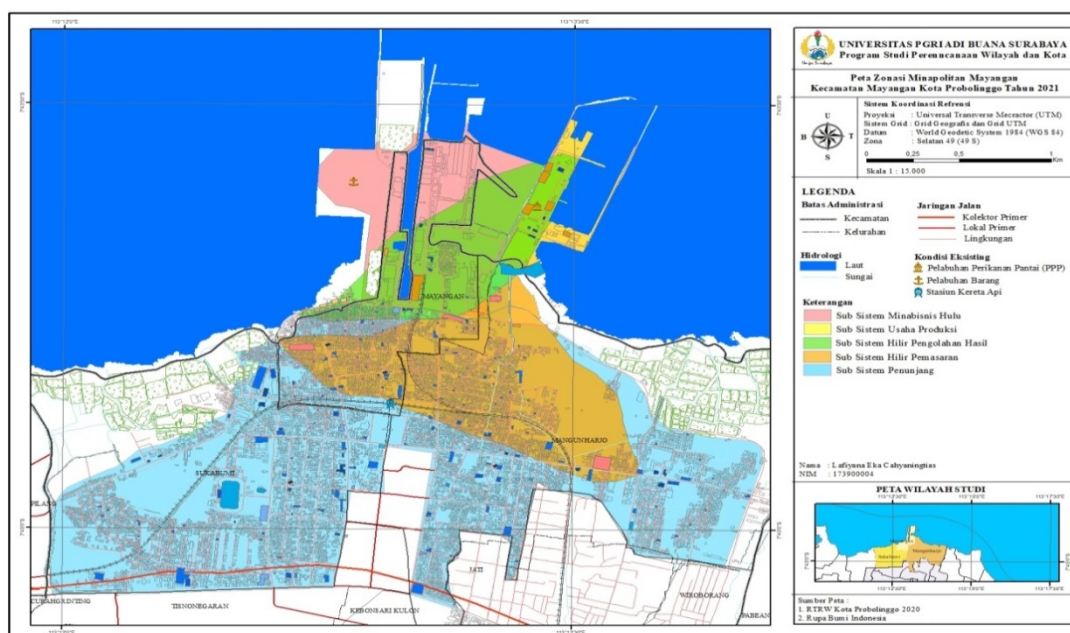 UNIVERSITAS PGRI ADI BUANA SURABAYA
Program Studi Perenncanaan Wilayah dan Kota
Peta Zonasi Minapolitan Mayangan
Kecamatan Mayangan Kota Probolinggo Tahun 2021
U
B T
S
Sistem Koordinasi Refrensi
Proyeksi : Universal Transverse Mecractor (UTM)
Sistem Grid : Grid Geografis dan Grid UTM
Datum : World Geodetic System 1984 (WGS 84)
Zona : Selatan 49 (49 S)
0 0,25 0,5 1
Km
Skala 1 : 15.000
LEGENDA
Batas Administrasi
Kecamatan
Kelurahan
Jaringan Jalan
Kolektor Primer
Lokal Primer
Lingkungan
Hidrologi
Laut
Sungai
Kondisi Eksisting
Pelabuhan Perikanan Pantai (PPP)
Pelabuhan Barang
Stasiun Kereta Api
Keterangan
Sub Sistem Minabisnis Hulu
Sub Sistem Usaha Produksi
Sub Sistem Hilir Pengolahan Hasil
Sub Sistem Hilir Pemasaran
Sub Sistem Penunjang
Nama : Lafiynna Eka Cahyaningtias
NIM : 173900004
PETA WILAYAH STUDI
Mangunharjo
Sumber Peta :
1. RTRW Kota Probolinggo 2020
2. Rupa Bumi Indonesia
MAYANGAN
MANGUNHARJO
SUKABUMI
PILANG
JATI
CURAHGRINTING
TISNONEGARAN
KEBONSARI KULON
WIROBORANG
PABEAN